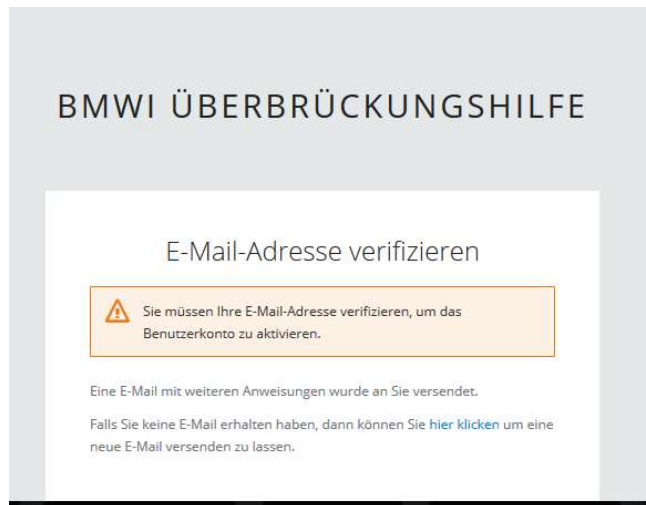 BMWI ÜBERBRÜCKUNGSHILFE
E-Mail-Adresse verifizieren
Sie müssen Ihre E-Mail-Adresse verifizieren, um das
Benutzerkonto zu aktivieren.
Eine E-Mail mit weiteren Anweisungen wurde an Sie versendet.
Falls Sie keine E-Mail erhalten haben, dann können Sie hier klicken um eine
neue E-Mail versenden zu lassen.